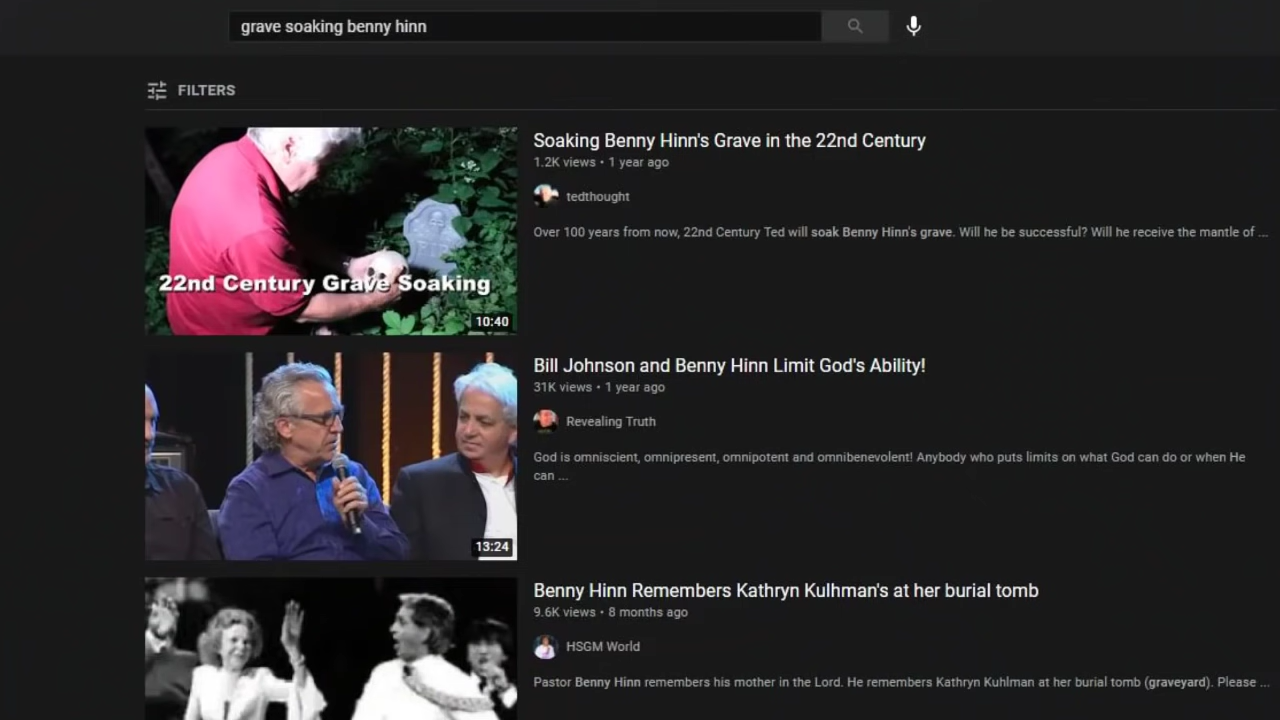 grave soaking benny hinn
FILTERS
22nd Century Grave Soaking
10:40
Soaking Benny Hinn's Grave in the 22nd Century
1.2K views • 1 year ago
tedthought
Over 100 years from now, 22nd Century Ted will soak Benny Hinn's grave. Will he be successful? Will he receive the mantle of ...
13:24
Bill Johnson and Benny Hinn Limit God's Ability!
31K views • 1 year ago
Revealing Truth
God is omniscient, omnipresent, omnipotent and omnibenevolent! Anybody who puts limits on what God can do or when He
can ...
Benny Hinn Remembers Kathryn Kulhman's at her burial tomb
9.6K views • 8 months ago
HSGM World
Pastor Benny Hinn remembers his mother in the Lord. He remembers Kathryn Kuhlman at her burial tomb (graveyard). Please ...